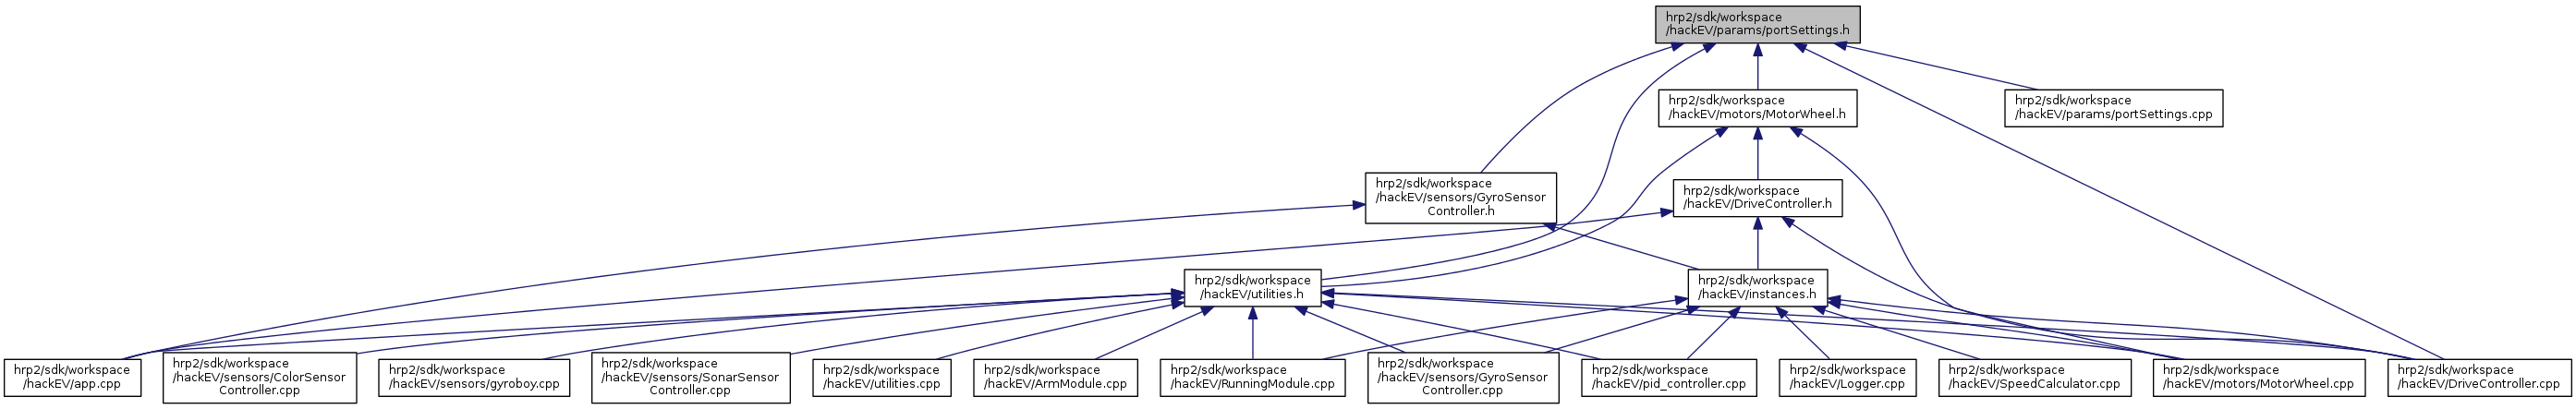 hrp2/sdk/workspace
/hackEV/params/portSettings.h
hrp2/sdk/workspace
/hackEV/motors/MotorWheel.h
hrp2/sdk/workspace
/hackEV/params/portSettings.cpp
hrp2/sdk/workspace
/hackEV/sensors/GyroSensor
Controller.h
hrp2/sdk/workspace
/hackEV/DriveController.h
hrp2/sdk/workspace
/hackEV/utilities.h
hrp2/sdk/workspace
/hackEV/instances.h
hrp2/sdk/workspace
/hackEV/app.cpp
hrp2/sdk/workspace
/hackEV/sensors/ColorSensor
Controller.cpp
hrp2/sdk/workspace
/hackEV/sensors/gyroboy.cpp
hrp2/sdk/workspace
/hackEV/sensors/SonarSensor
Controller.cpp
hrp2/sdk/workspace
/hackEV/utilities.cpp
hrp2/sdk/workspace
/hackEV/ArmModule.cpp
hrp2/sdk/workspace
/hackEV/RunningModule.cpp
hrp2/sdk/workspace
/hackEV/sensors/GyroSensor
Controller.cpp
hrp2/sdk/workspace
/hackEV/pid_controller.cpp
hrp2/sdk/workspace
/hackEV/Logger.cpp
hrp2/sdk/workspace
/hackEV/SpeedCalculator.cpp
hrp2/sdk/workspace
/hackEV/motors/MotorWheel.cpp
hrp2/sdk/workspace
/hackEV/DriveController.cpp